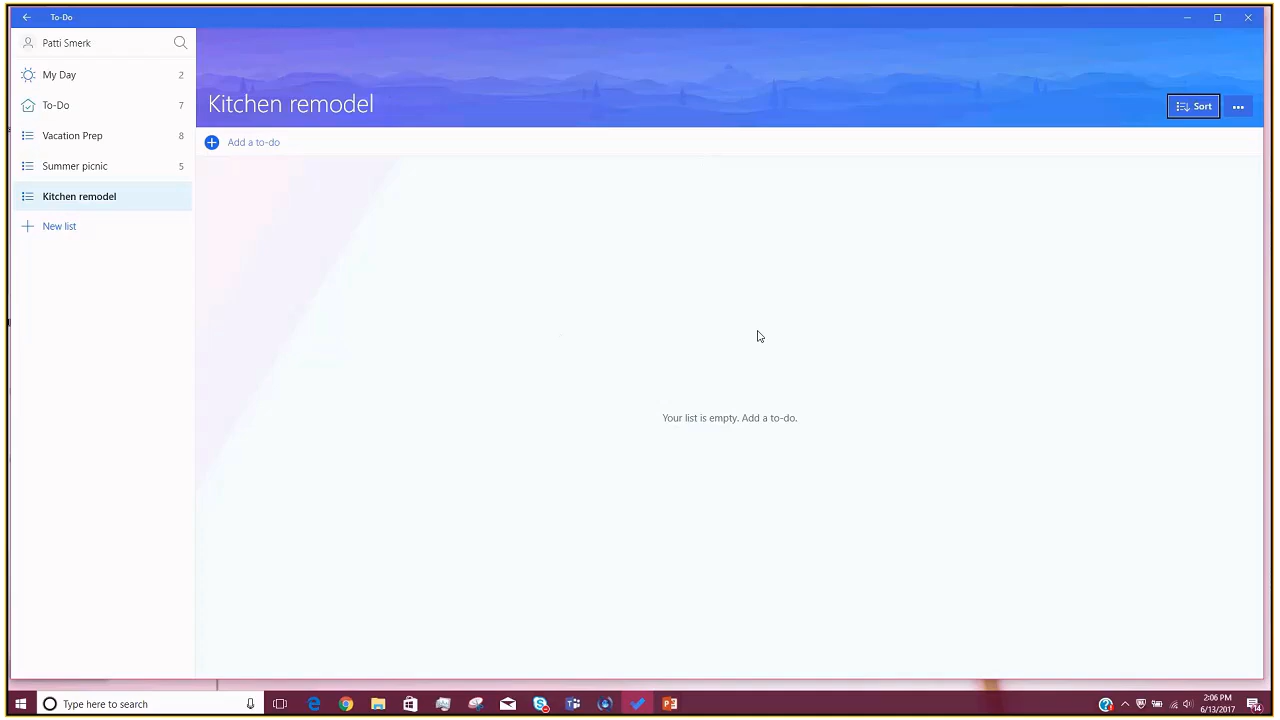 To-Do
Patti Smerk
My Day 2
To-Do 7
Vacation Prep 8
Summer picnic 5
Kitchen remodel
New list
Kitchen remodel
Sort
Add a to-do
Your list is empty. Add a to-do.
Type here to search
2:06 PM
6/13/2017
14